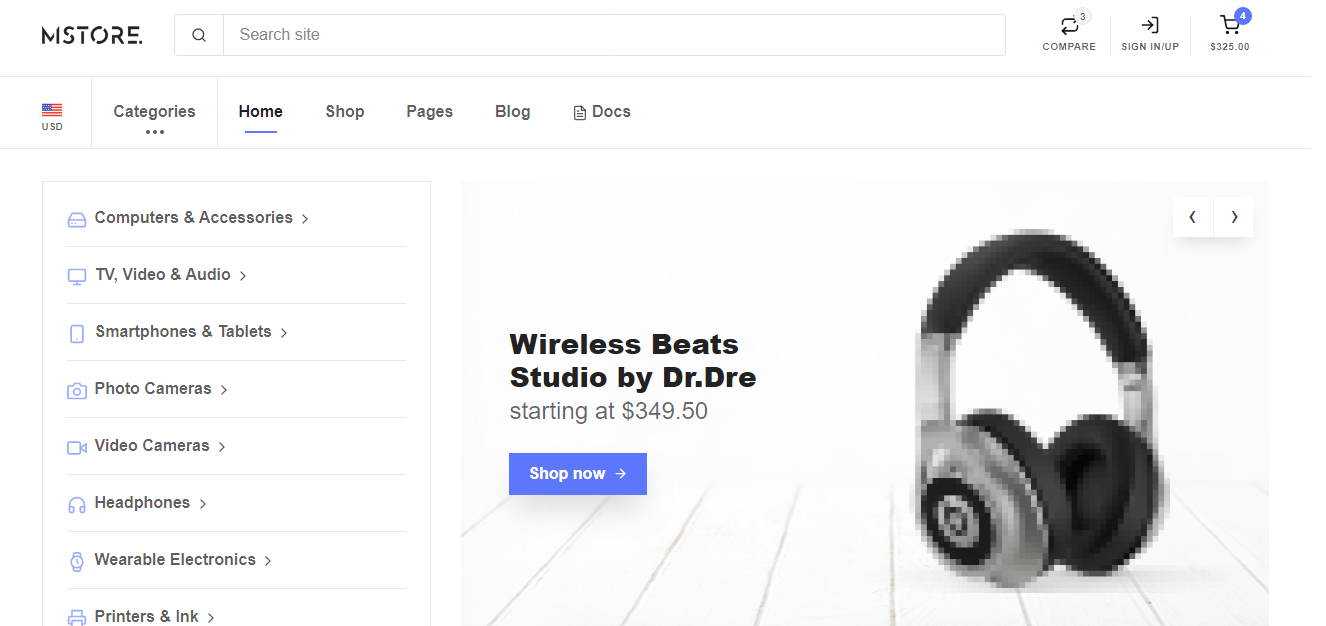 MSTORE.
Search site
3
COMPARE
SIGN IN/UP
4
$325.00
USD
Categories
Home
Shop
Pages
Blog
Docs
Computers & Accessories
TV, Video & Audio
Smartphones & Tablets
Photo Cameras
Video Cameras
Headphones
Wearable Electronics
Printers & Ink
Wireless Beats
Studio by Dr.Dre
starting at $349.50
Shop now